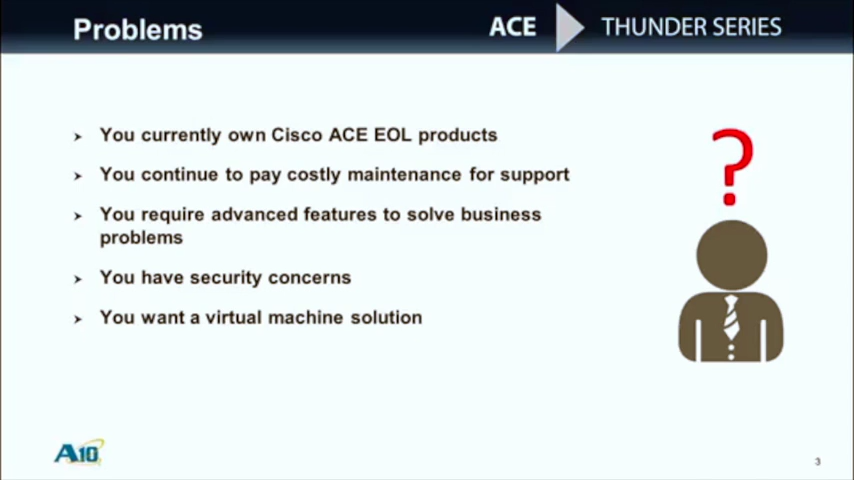 Problems
ACE THUNDER SERIES
You currently own Cisco ACE EOL products
You continue to pay costly maintenance for support
You require advanced features to solve business
problems
You have security concerns
You want a virtual machine solution
?
A10
3